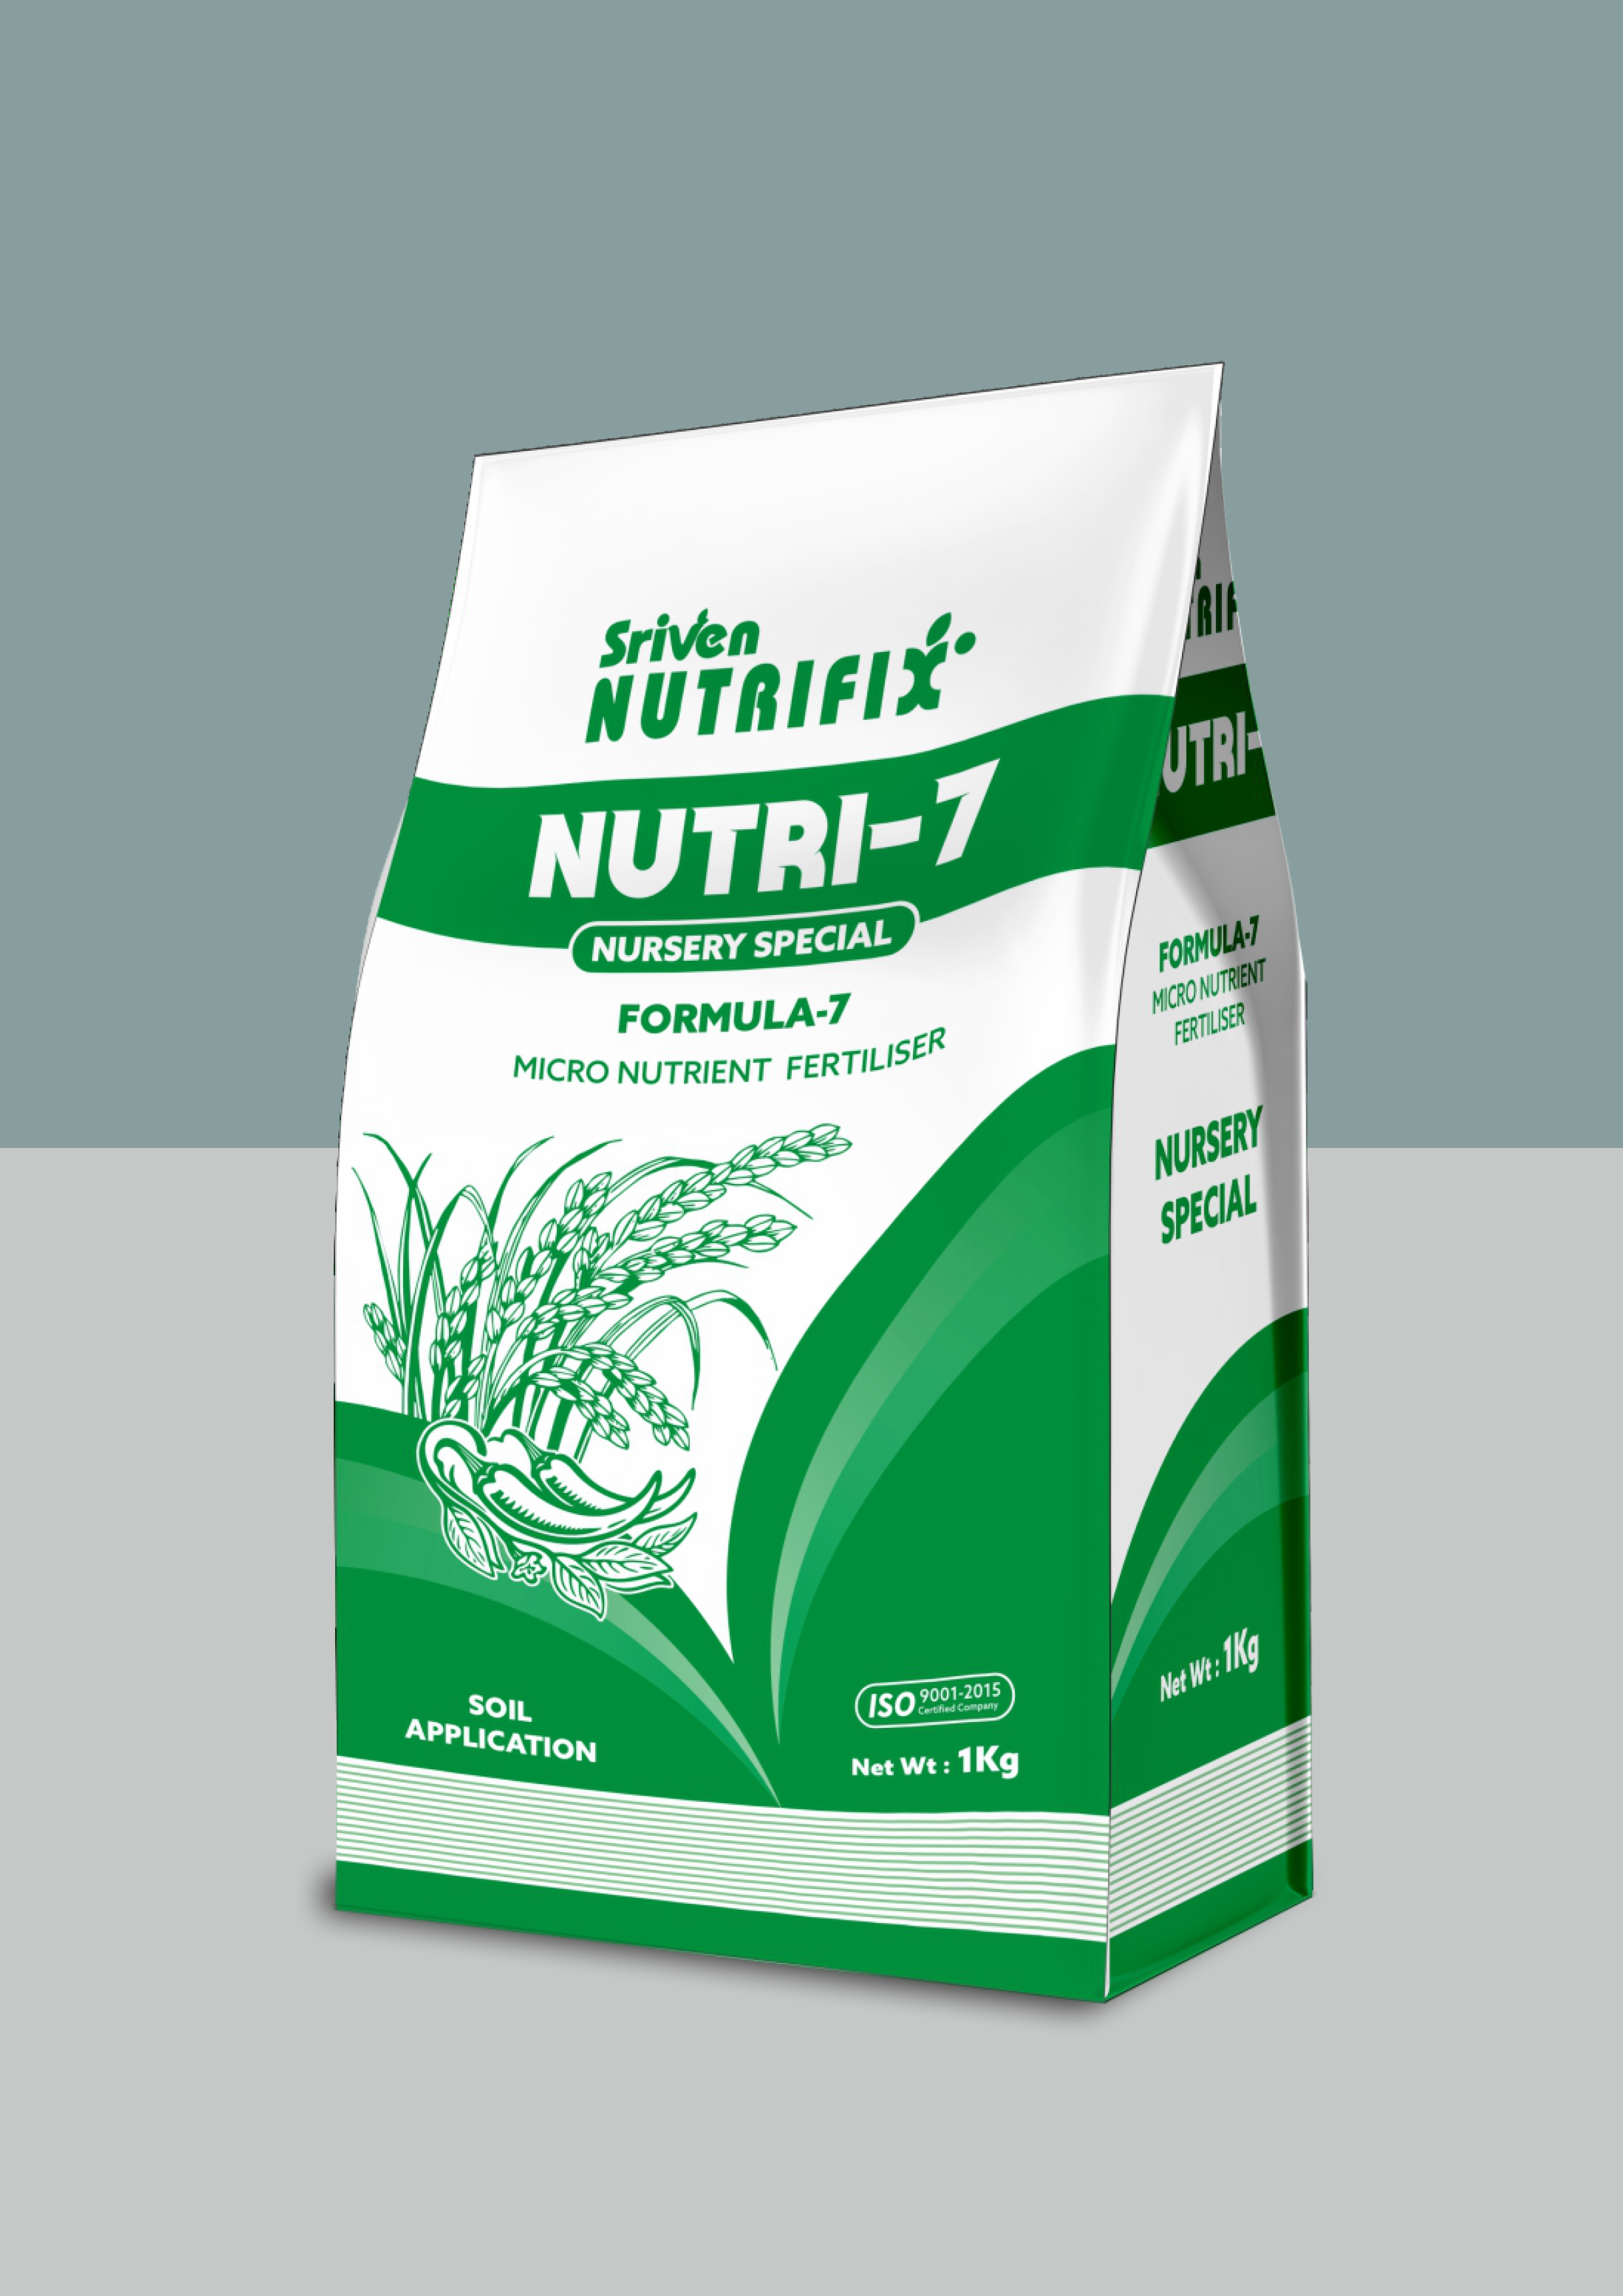 Sriven
NUTRIFIX
NUTRI-7
NURSERY SPECIAL
FORMULA-7
MICRO NUTRIENT FERTILISER
SOIL
APPLICATION
ISO 9001-2015
Certified Company
Net Wt : 1Kg
TRIF
UTRI-
FORMULA-7
MICRO NUTRIENT
FERTILISER
NURSERY
SPECIAL
Net Wt : 1Kg